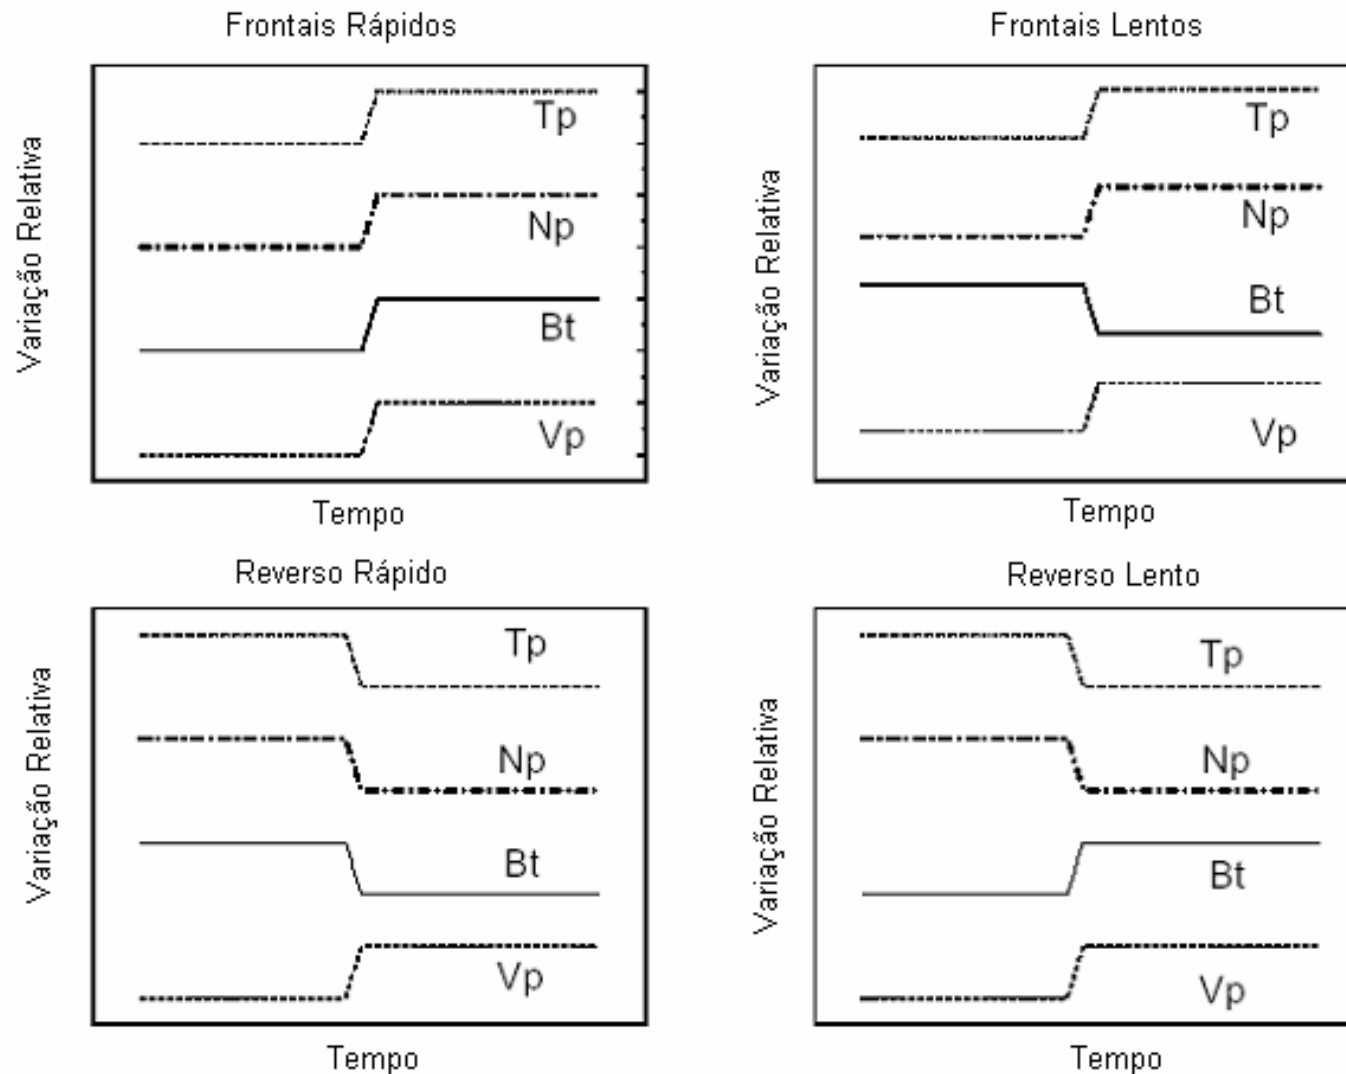 Frontais Rápidos
Variação Relativa
Tp
Np
Bt
Vp
Tempo
Frontais Lentos
Variação Relativa
Tp
Np
Bt
Vp
Tempo
Reverso Rápido
Variação Relativa
Tp
Np
Bt
Vp
Tempo
Reverso Lento
Variação Relativa
Tp
Np
Bt
Vp
Tempo